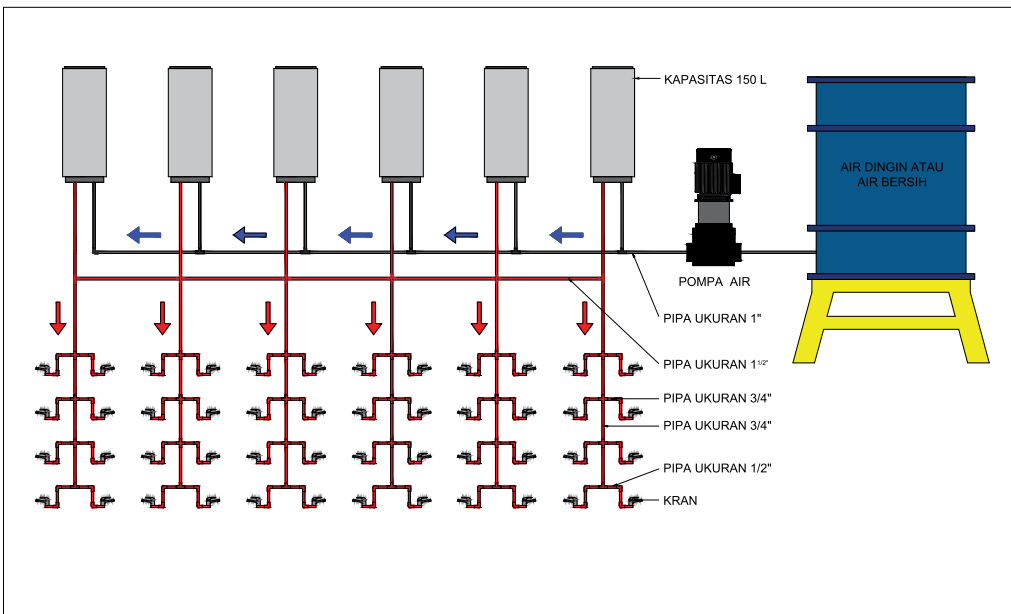 KAPASITAS 150 L
AIR DINGIN ATAU
AIR BERSIH
POMPA AIR
PIPA UKURAN 1"
PIPA UKURAN 1 1/2"
PIPA UKURAN 3/4"
PIPA UKURAN 3/4"
PIPA UKURAN 1/2"
KRAN